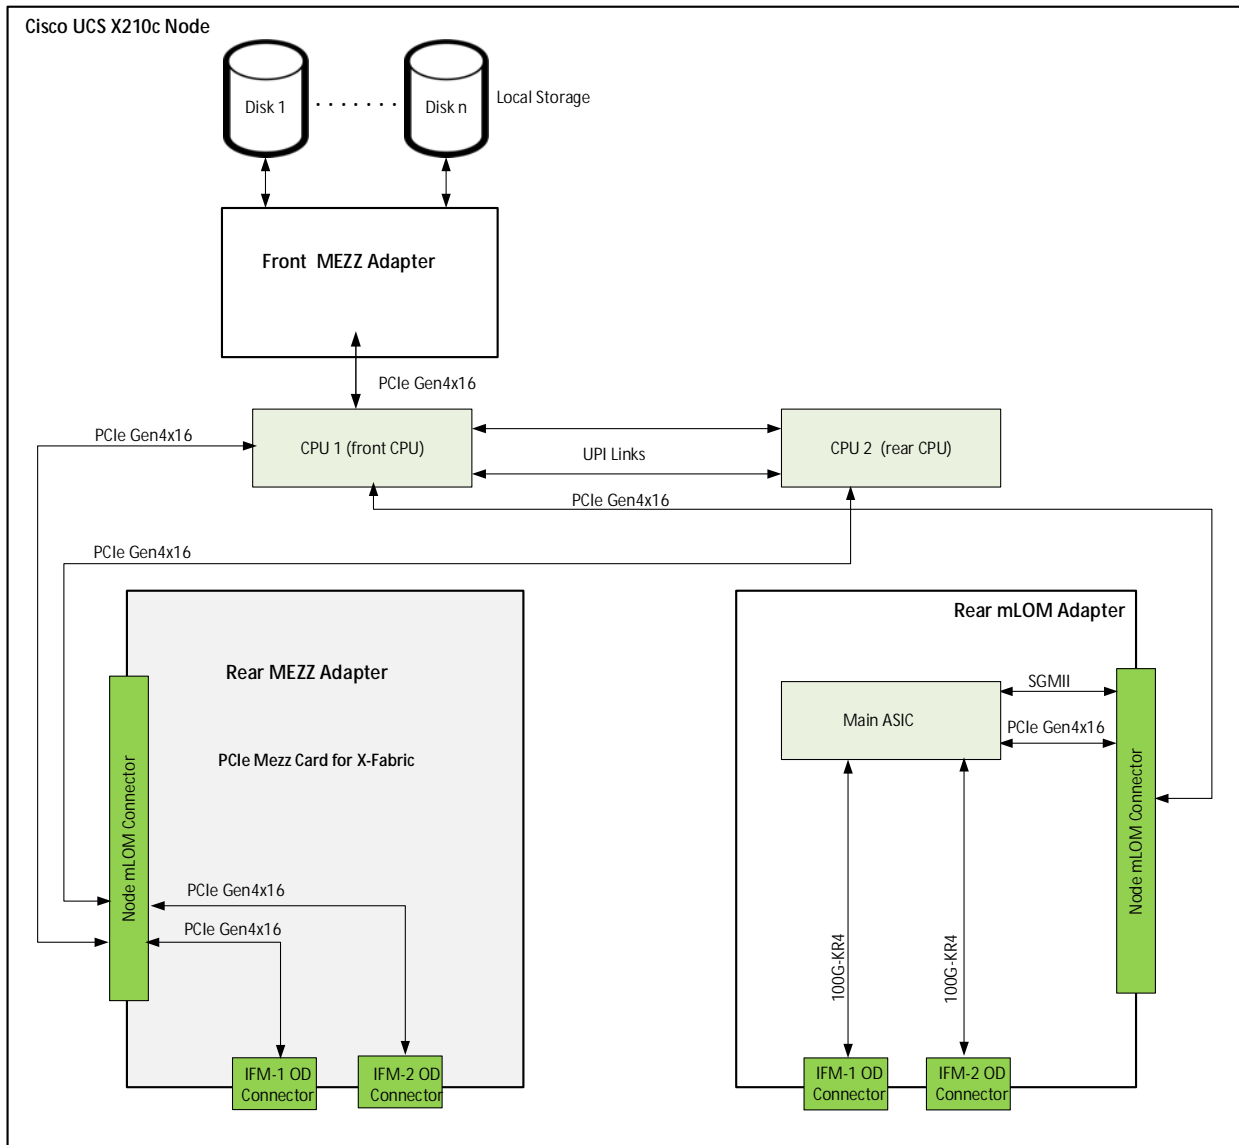 Cisco UCS X210c Node
Disk 1
Disk n
Local Storage
Front MEZZ Adapter
PCIe Gen4x16
PCIe Gen4x16
CPU 1 (front CPU)
UPI Links
CPU 2 (rear CPU)
PCIe Gen4x16
PCIe Gen4x16
Rear MEZZ Adapter
PCIe Mezz Card for X-Fabric
Node mLOM Connector
PCIe Gen4x16
PCIe Gen4x16
IFM-1 OD
Connector
IFM-2 OD
Connector
Rear mLOM Adapter
Main ASIC
SGMII
PCIe Gen4x16
Node mLOM Connector
100G-KR4
100G-KR4
IFM-1 OD
Connector
IFM-2 OD
Connector